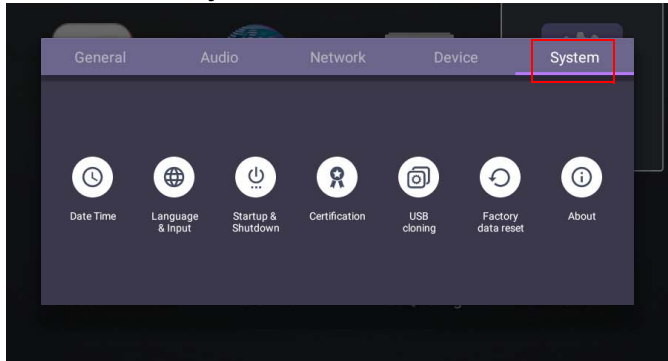 General Audio Network Device System
Date Time Language Startup & Certification USB Factory About
& Input Shutdown cloning data reset